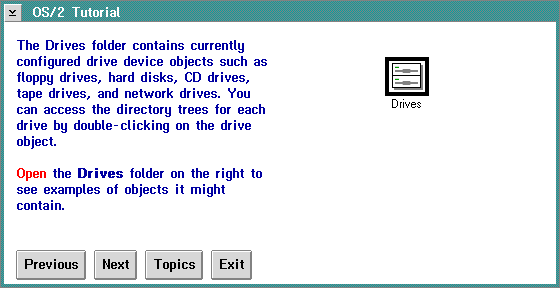 OS/2 Tutorial
The Drives folder contains currently
configured drive device objects such as
floppy drives, hard disks, CD drives,
tape drives, and network drives. You
can access the directory trees for each
drive by double-clicking on the drive
object.
Open the Drives folder on the right to
see examples of objects it might
contain.
Drives
Previous Next Topics Exit